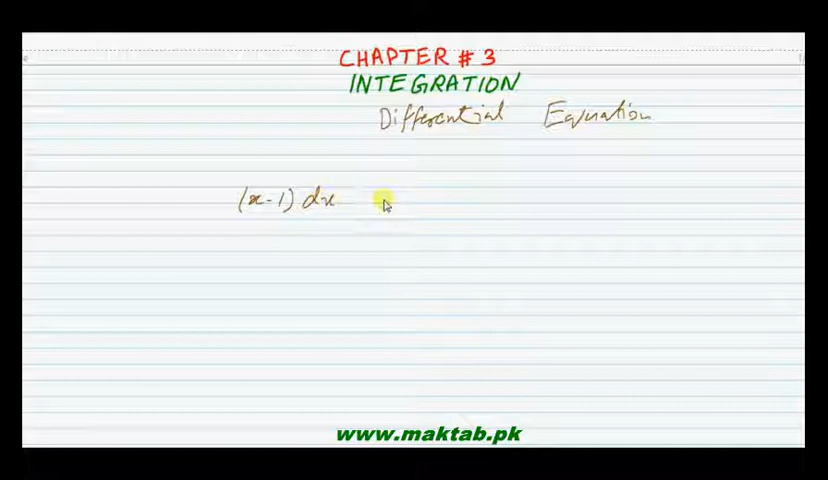 CHAPTER # 3
INTEGRATION
Differential Equation
(x-1) dx
www.maktab.pk